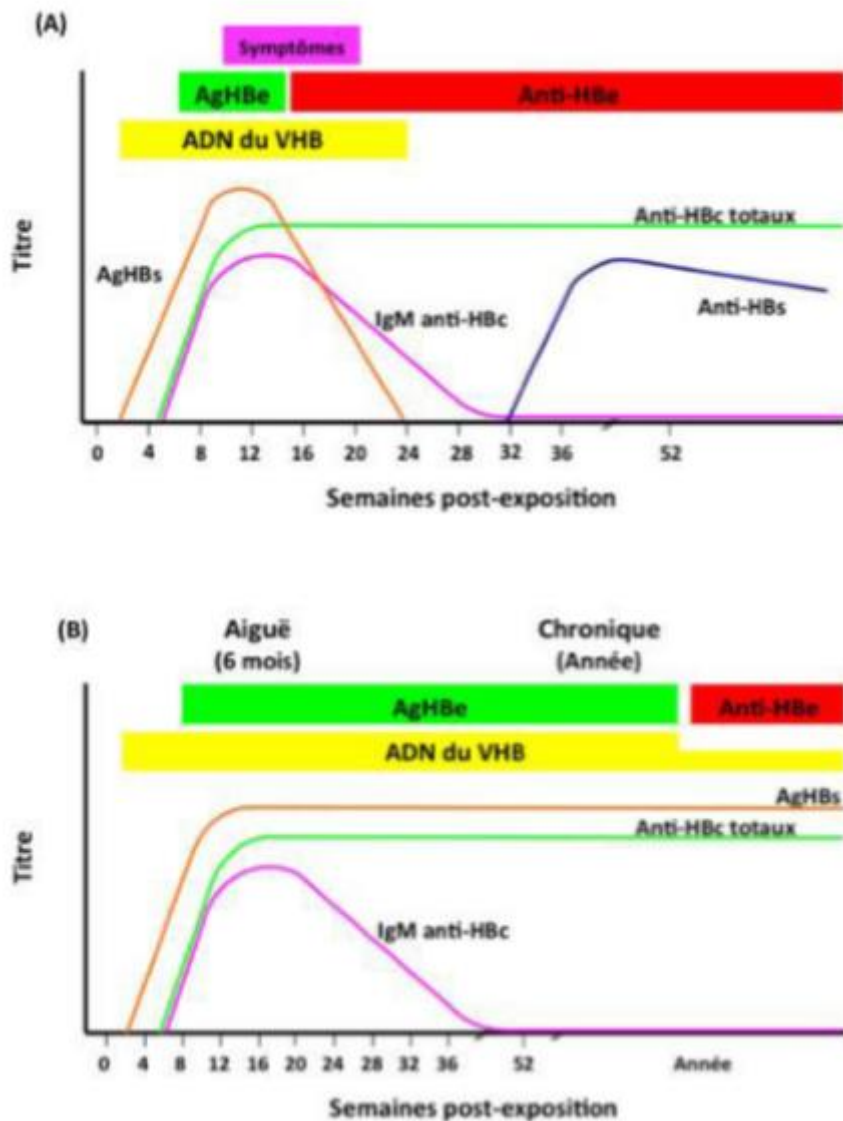 (A)
Symptômes
AgHBe Anti-HBe
ADN du VHB
Titre
Anti-HBc totaux
AgHBs
IgM anti-HBc
Anti-HBs
0 4 8 12 16 20 24 28 32 36 52
Semaines post-exposition
(B)
Aiguë
(6 mois)
Chronique
(Année)
AgHBe Anti-HBe
ADN du VHB
Titre
AgHBs
Anti-HBc totaux
IgM anti-HBc
0 4 8 12 16 20 24 28 32 36 52 Année
Semaines post-exposition